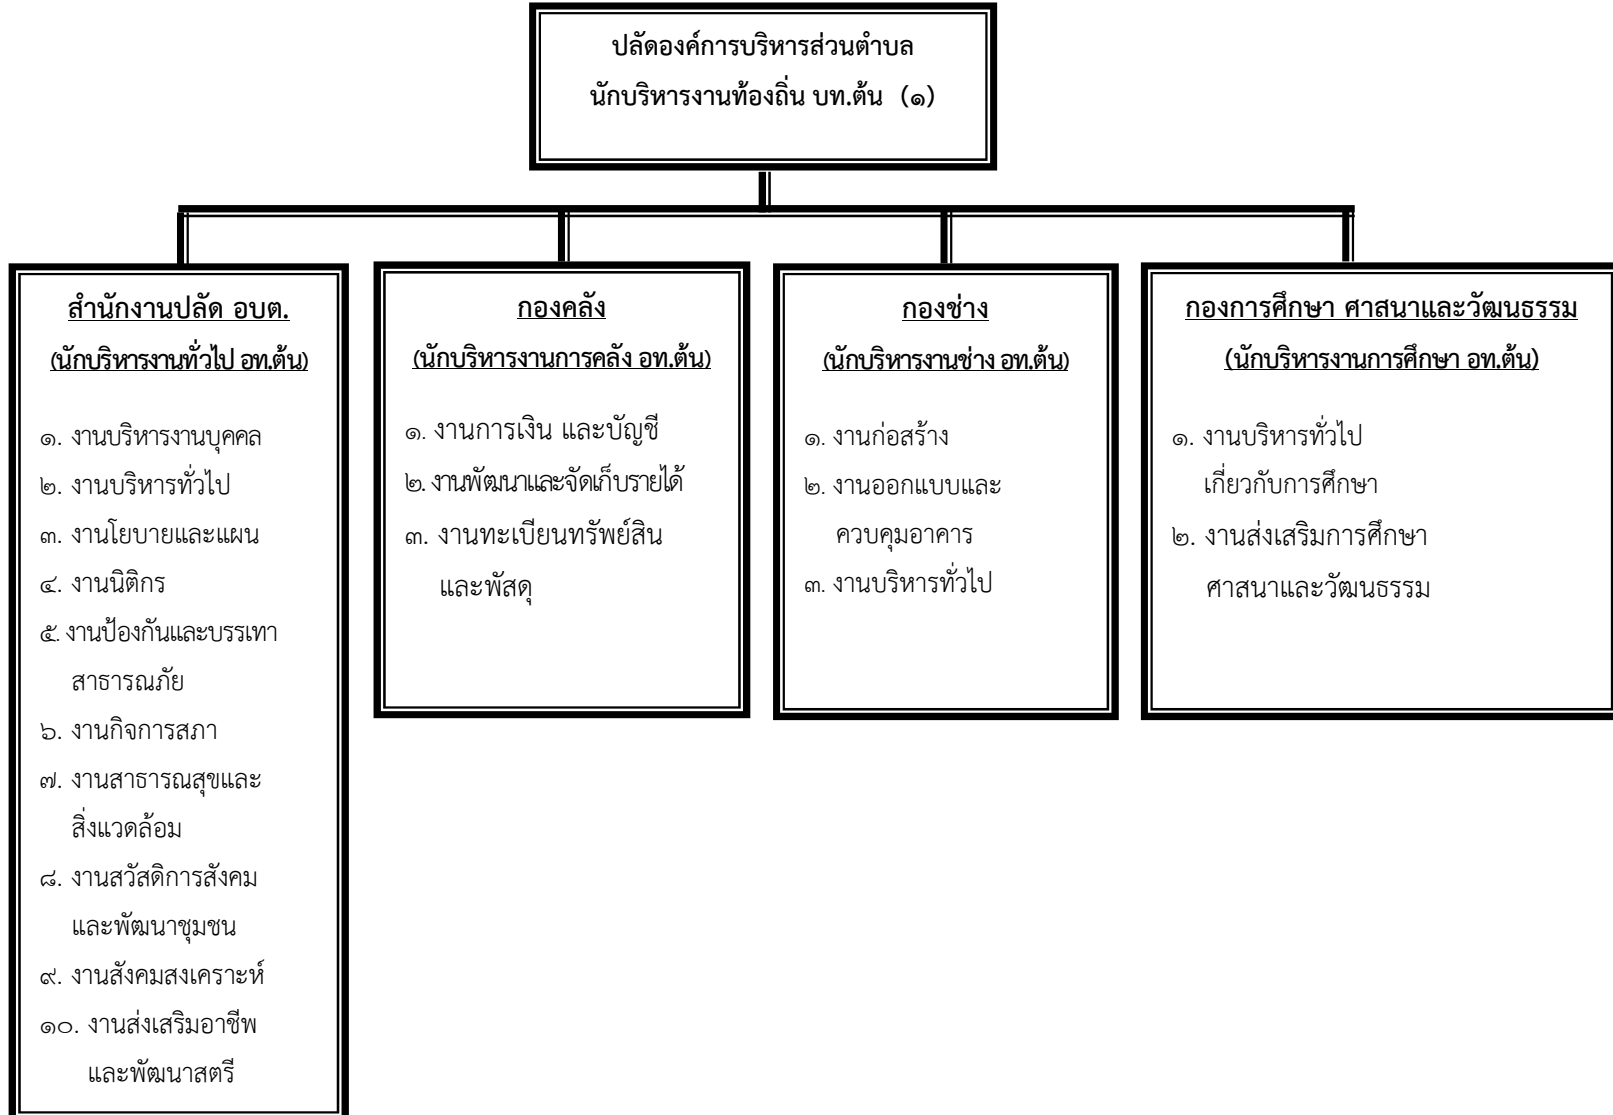 ปลัดองค์การบริหารส่วนตำบล
นักบริหารงานท้องถิ่น บท.ต้น (๑)
สำนักงานปลัด อบต.
(นักบริหารงานทั่วไป อท.ต้น)
๑. งานบริหารงานบุคคล
๒. งานบริหารทั่วไป
๓. งานโยบายและแผน
๔. งานนิติกร
๕. งานป้องกันและบรรเทา
สาธารณภัย
๖. งานกิจการสภา
๗. งานสาธารณสุขและ
สิ่งแวดล้อม
๘. งานสวัสดิการสังคม
และพัฒนาชุมชน
๙. งานสังคมสงเคราะห์
๑๐. งานส่งเสริมอาชีพ
และพัฒนาสตรี
กองคลัง
(นักบริหารงานการคลัง อท.ต้น)
๑. งานการเงิน และบัญชี
๒. งานพัฒนาและจัดเก็บรายได้
๓. งานทะเบียนทรัพย์สิน
และพัสดุ
กองช่าง
(นักบริหารงานช่าง อท.ต้น)
๑. งานก่อสร้าง
๒. งานออกแบบและ
ควบคุมอาคาร
๓. งานบริหารทั่วไป
กองการศึกษา ศาสนาและวัฒนธรรม
(นักบริหารงานการศึกษา อท.ต้น)
๑. งานบริหารทั่วไป
เกี่ยวกับการศึกษา
๒. งานส่งเสริมการศึกษา
ศาสนาและวัฒนธรรม